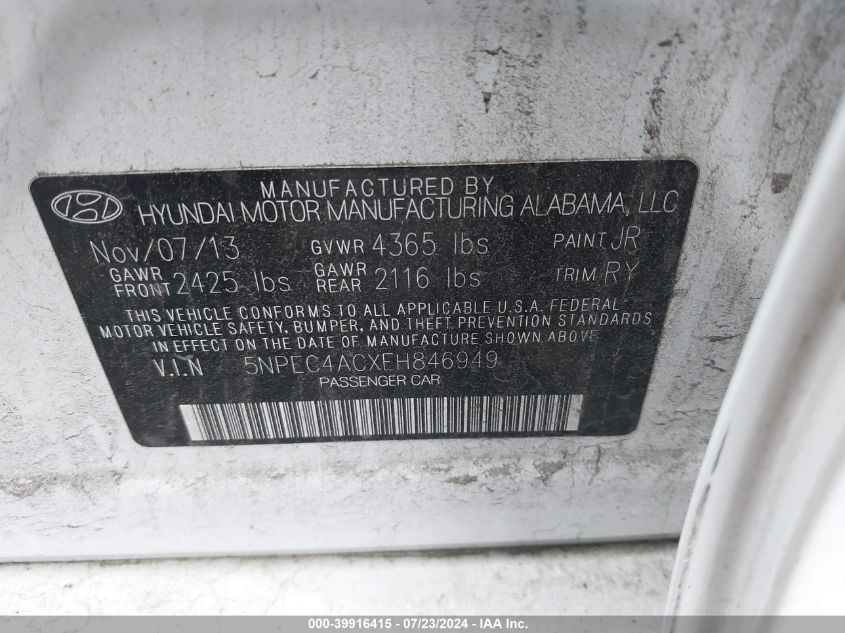 MANUFACTURED BY
HYUNDAI MOTOR MANUFACTURING ALABAMA, LLC
Nov/07/13 GVWR 4365 lbs PAINT JR
GAWR FRONT 2425 lbs GAWR REAR 2116 lbs TRIM RY
THIS VEHICLE CONFORMS TO ALL APPLICABLE U.S.A. FEDERAL
MOTOR VEHICLE SAFETY, BUMPER, AND THEFT PREVENTION STANDARDS
IN EFFECT ON THE DATE OF MANUFACTURE SHOWN ABOVE.
V.I.N 5NPEC4ACXEH846949
PASSENGER CAR
000-39916415 - 07/23/2024 - IAA Inc.